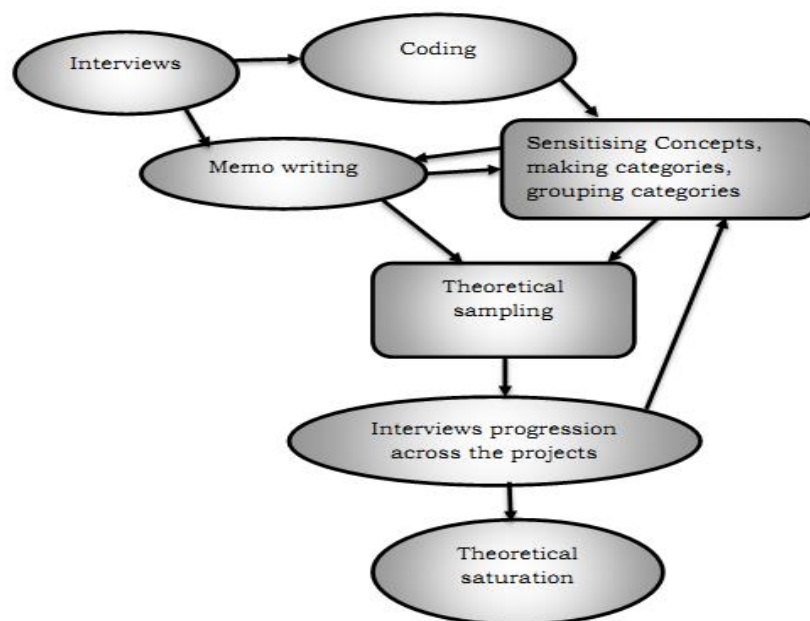 Interviews
Coding
Memo writing
Sensitising Concepts,
making categories,
grouping categories
Theoretical
sampling
Interviews progression
across the projects
Theoretical
saturation